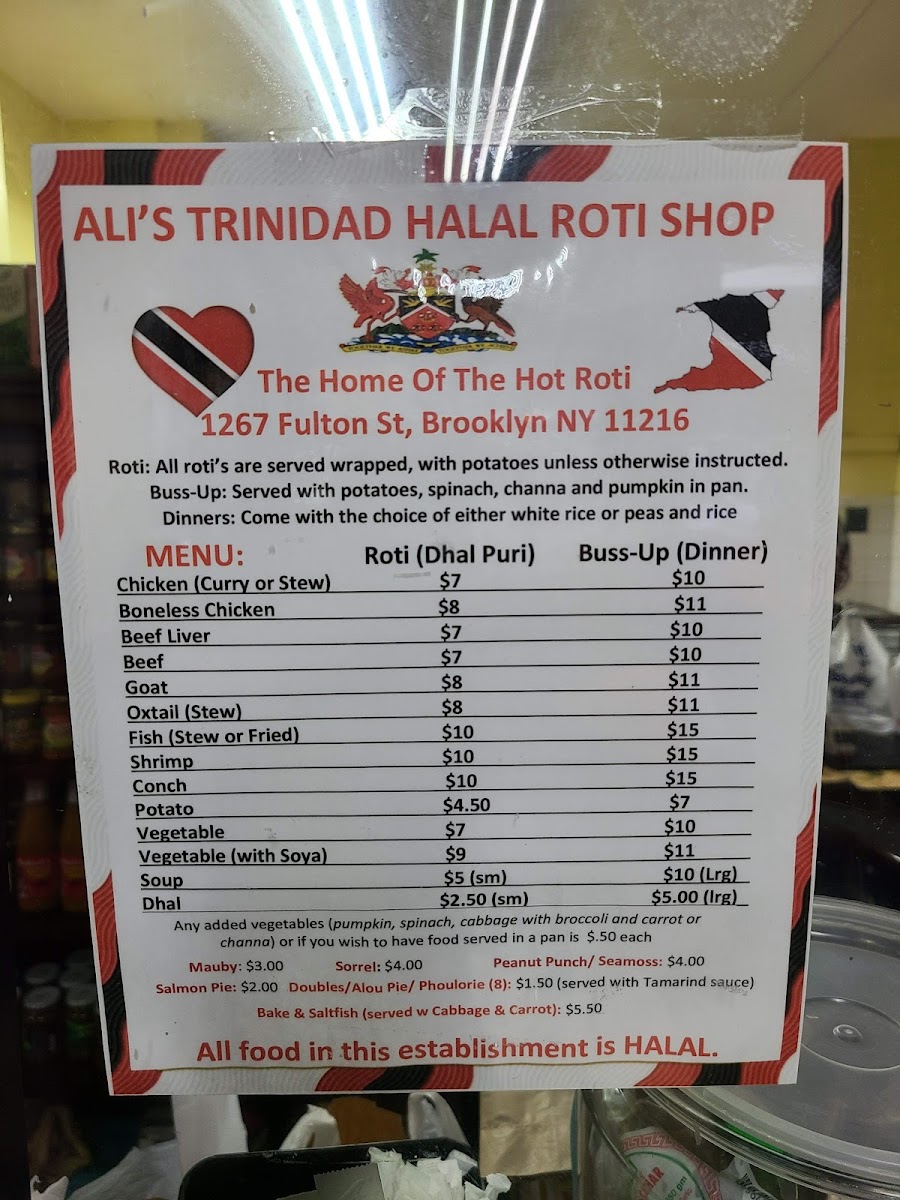 ALI'S TRINIDAD HALAL ROTI SHOP
The Home Of The Hot Roti
1267 Fulton St, Brooklyn NY 11216
Roti: All roti's are served wrapped, with potatoes unless otherwise instructed.
Buss-Up: Served with potatoes, spinach, channa and pumpkin in pan.
Dinners: Come with the choice of either white rice or peas and rice
MENU: Roti (Dhal Puri) Buss-Up (Dinner)
Chicken (Curry or Stew) $7 $10
Boneless Chicken $8 $11
Beef Liver $7 $10
Beef $7 $10
Goat $8 $11
Oxtail (Stew) $8 $11
Fish (Stew or Fried) $10 $15
Shrimp $10 $15
Conch $10 $15
Potato $4.50 $7
Vegetable $7 $10
Vegetable (with Soya) $9 $11
Soup $5 (sm) $10 (Lrg)
Dhal $2.50 (sm) $5.00 (lrg)
Any added vegetables (pumpkin, spinach, cabbage with broccoli and carrot or
channa) or if you wish to have food served in a pan is $.50 each
Mauby: $3.00 Sorrel: $4.00 Peanut Punch/ Seamoss: $4.00
Salmon Pie: $2.00 Doubles/Alou Pie/ Phoulorie (8): $1.50 (served with Tamarind sauce)
Bake & Saltfish (served w Cabbage & Carrot): $5.50
All food in this establishment is HALAL.